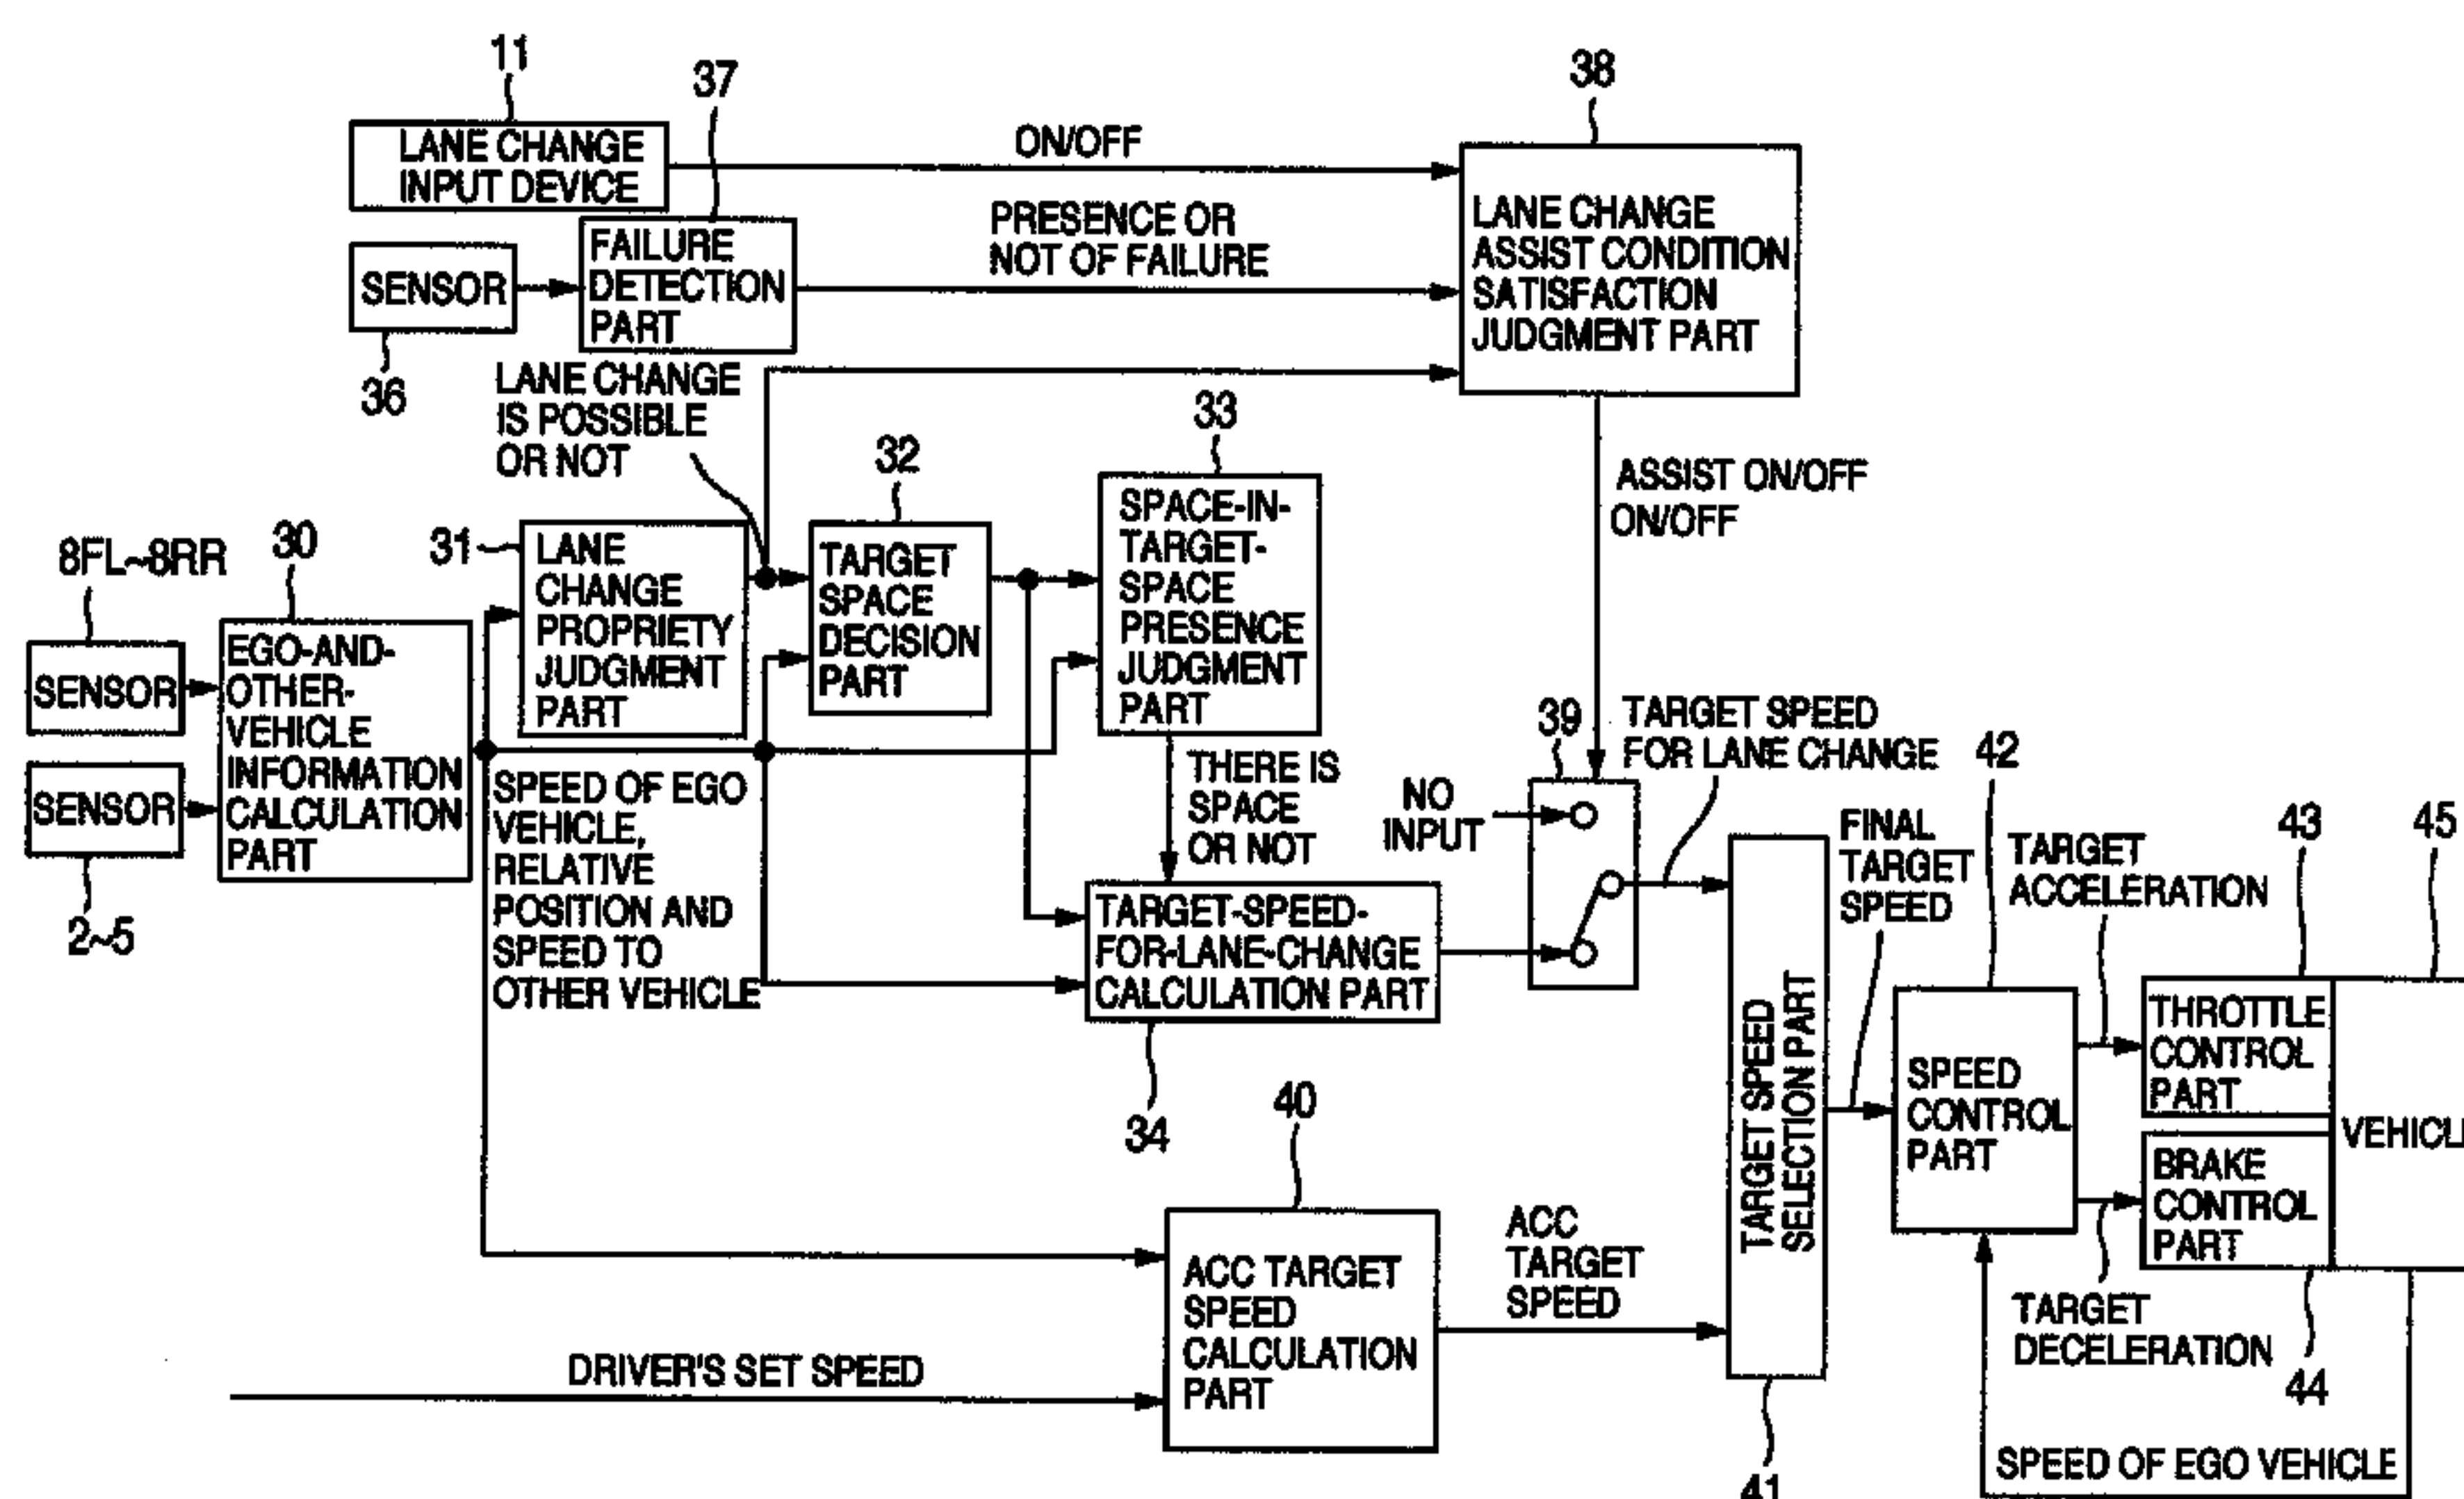 11
LANE CHANGE
INPUT DEVICE
ON/OFF
37
38
SENSOR
36
FAILURE
DETECTION
PART
PRESENCE OR
NOT OF FAILURE
LANE CHANGE
ASSIST CONDITION
SATISFACTION
JUDGMENT PART
LANE CHANGE
IS POSSIBLE
OR NOT
ASSIST ON/OFF
ON/OFF
8FL~8RR
SENSOR
SENSOR
2~5
30
EGO-AND-
OTHER-
VEHICLE
INFORMATION
CALCULATION
PART
31
LANE
CHANGE
PROPRIETY
JUDGMENT
PART
32
TARGET
SPACE
DECISION
PART
33
SPACE-IN-
TARGET-
SPACE
PRESENCE
JUDGMENT
PART
SPEED OF EGO
VEHICLE,
RELATIVE
POSITION AND
SPEED TO
OTHER VEHICLE
THERE IS
SPACE
OR NOT
TARGET-SPEED-
FOR-LANE-CHANGE
CALCULATION PART
34
NO
INPUT
39
TARGET SPEED
FOR LANE CHANGE
40
ACC TARGET
SPEED
CALCULATION
PART
DRIVER'S SET SPEED
ACC
TARGET
SPEED
TARGET SPEED
SELECTION PART
41
FINAL
TARGET
SPEED
42
SPEED
CONTROL
PART
TARGET
ACCELERATION
TARGET
DECELERATION
43
THROTTLE
CONTROL
PART
BRAKE
CONTROL
PART
44
45
VEHICL
SPEED OF EGO VEHICLE